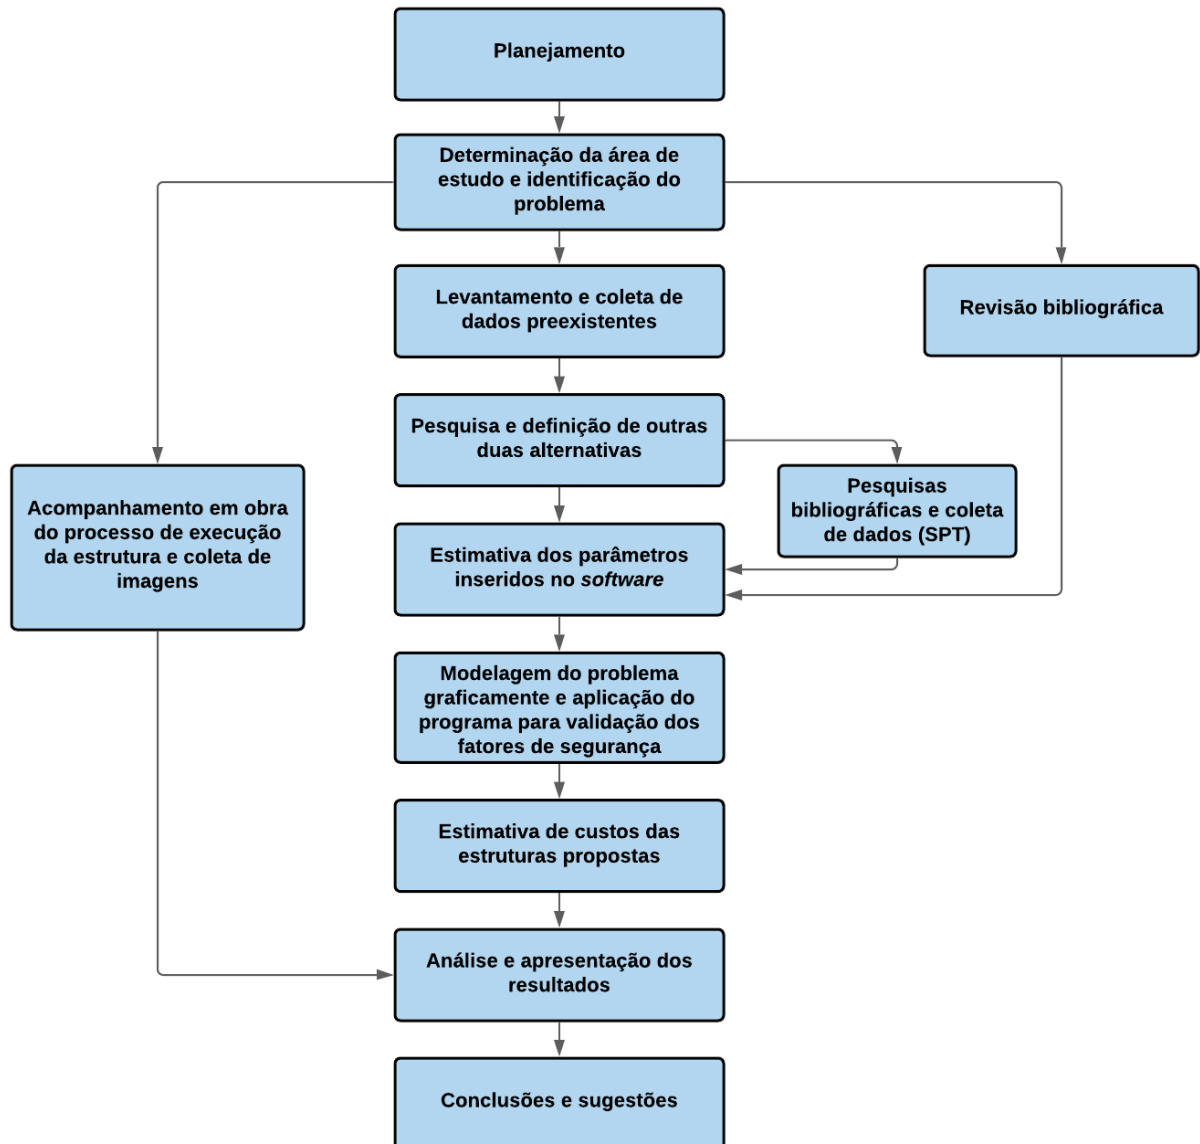 Planejamento
Determinação da área de
estudo e identificação do
problema
Levantamento e coleta de
dados preexistentes
Revisão bibliográfica
Pesquisa e definição de outras
duas alternativas
Acompanhamento em obra
do processo de execução
da estrutura e coleta de
imagens
Pesquisas
bibliográficas e coleta
de dados (SPT)
Estimativa dos parâmetros
inseridos no software
Modelagem do problema
graficamente e aplicação do
programa para validação dos
fatores de segurança
Estimativa de custos das
estruturas propostas
Análise e apresentação dos
resultados
Conclusões e sugestões